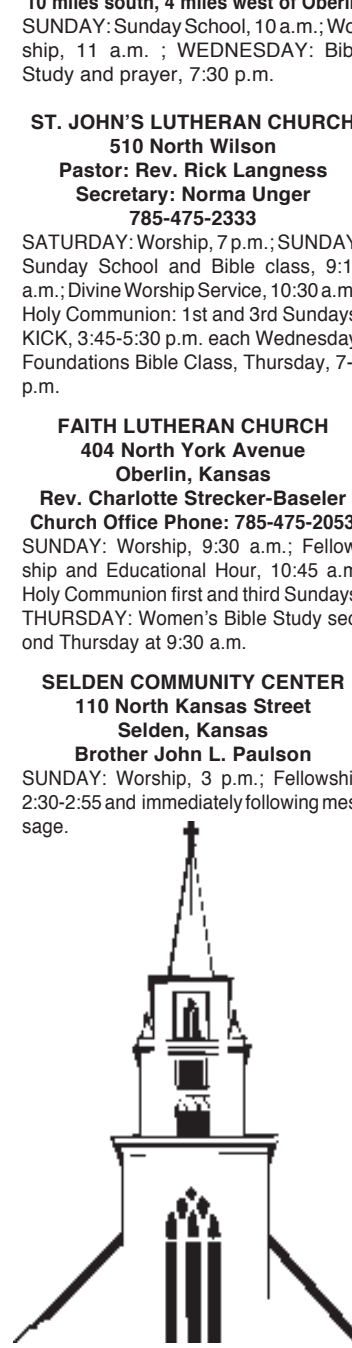 10 miles south, 4 miles west of Oberli
SUNDAY: Sunday School, 10 a.m.; Wo
ship, 11 a.m. ; WEDNESDAY: Bib
Study and prayer, 7:30 p.m.
ST. JOHN'S LUTHERAN CHURCH
510 North Wilson
Pastor: Rev. Rick Langness
Secretary: Norma Unger
785-475-2333
SATURDAY: Worship, 7 p.m.; SUNDAY
Sunday School and Bible class, 9:1
a.m.; Divine Worship Service, 10:30 a.m
Holy Communion: 1st and 3rd Sundays
KICK, 3:45-5:30 p.m. each Wednesday
Foundations Bible Class, Thursday, 7-
p.m.
FAITH LUTHERAN CHURCH
404 North York Avenue
Oberlin, Kansas
Rev. Charlotte Strecker-Baseler
Church Office Phone: 785-475-2053
SUNDAY: Worship, 9:30 a.m.; Fellow
ship and Educational Hour, 10:45 a.m
Holy Communion first and third Sundays
THURSDAY: Women's Bible Study sec
ond Thursday at 9:30 a.m.
SELDEN COMMUNITY CENTER
110 North Kansas Street
Selden, Kansas
Brother John L. Paulson
SUNDAY: Worship, 3 p.m.; Fellowshi
2:30-2:55 and immediately following mes
sage.